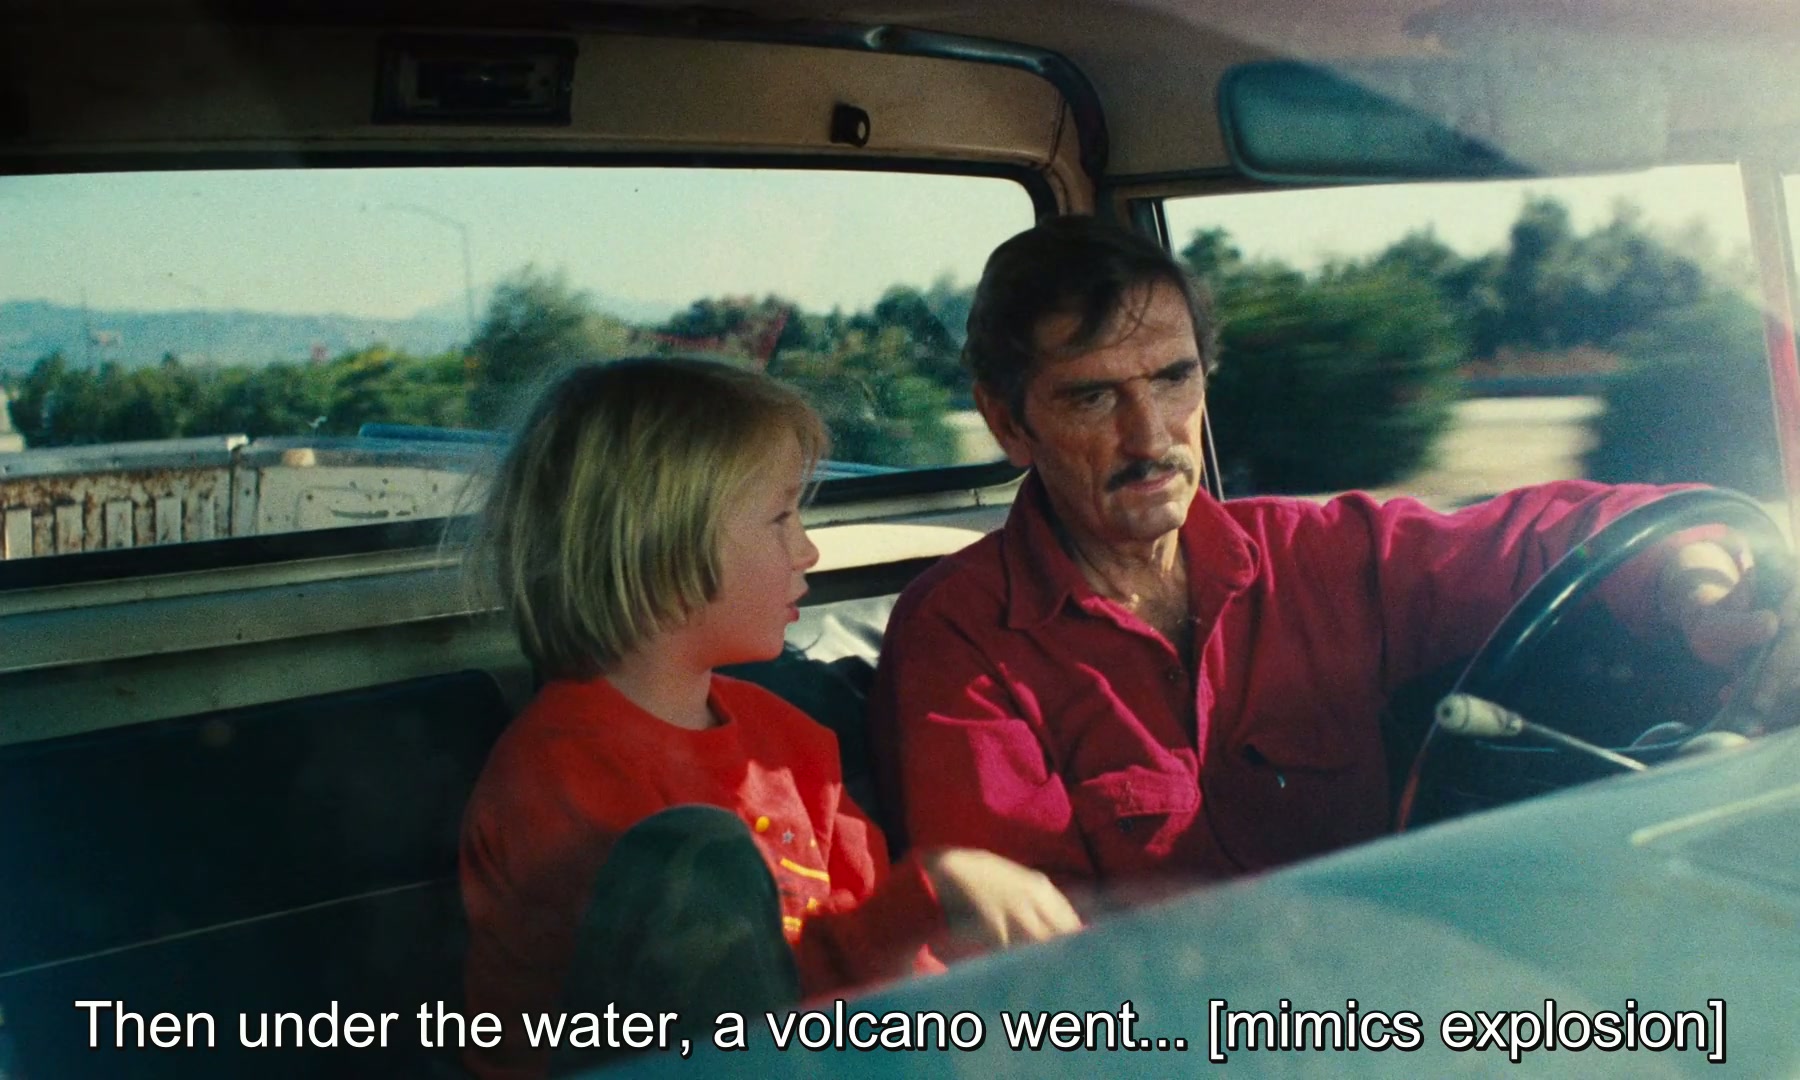 Then under the water, a volcano went... [mimics explosion]